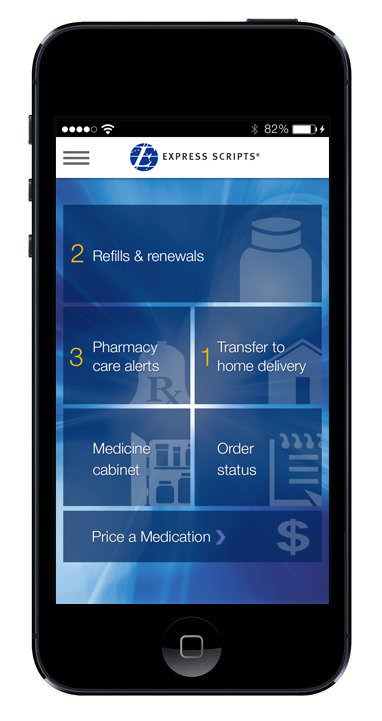 82%
EXPRESS SCRIPTS®
2 Refills & renewals
3 Pharmacy
care alerts
1 Transfer to
home delivery
Rx
Medicine
cabinet
Order
status
Price a Medication ❯
$